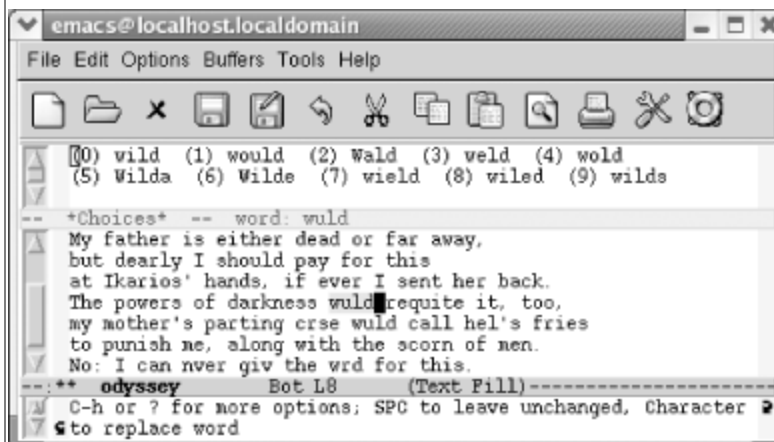 emacs@localhost.localdomain
File Edit Options Buffers Tools Help
(0) wild (1) would (2) Wald (3) weld (4) wold
(5) Wilda (6) Wilde (7) wield (8) wiled (9) wilds
-- *Choices* -- word: wuld
My father is either dead or far away,
but dearly I should pay for this
at Ikarios' hands, if ever I sent her back.
The powers of darkness wuld requite it, too,
my mother's parting crse wuld call hel's fries
to punish me, along with the scorn of men.
No: I can nver giv the wrd for this.
--:** odyssey Bot L8 (Text Fill)-----------------------
C-h or ? for more options; SPC to leave unchanged, Character
to replace word